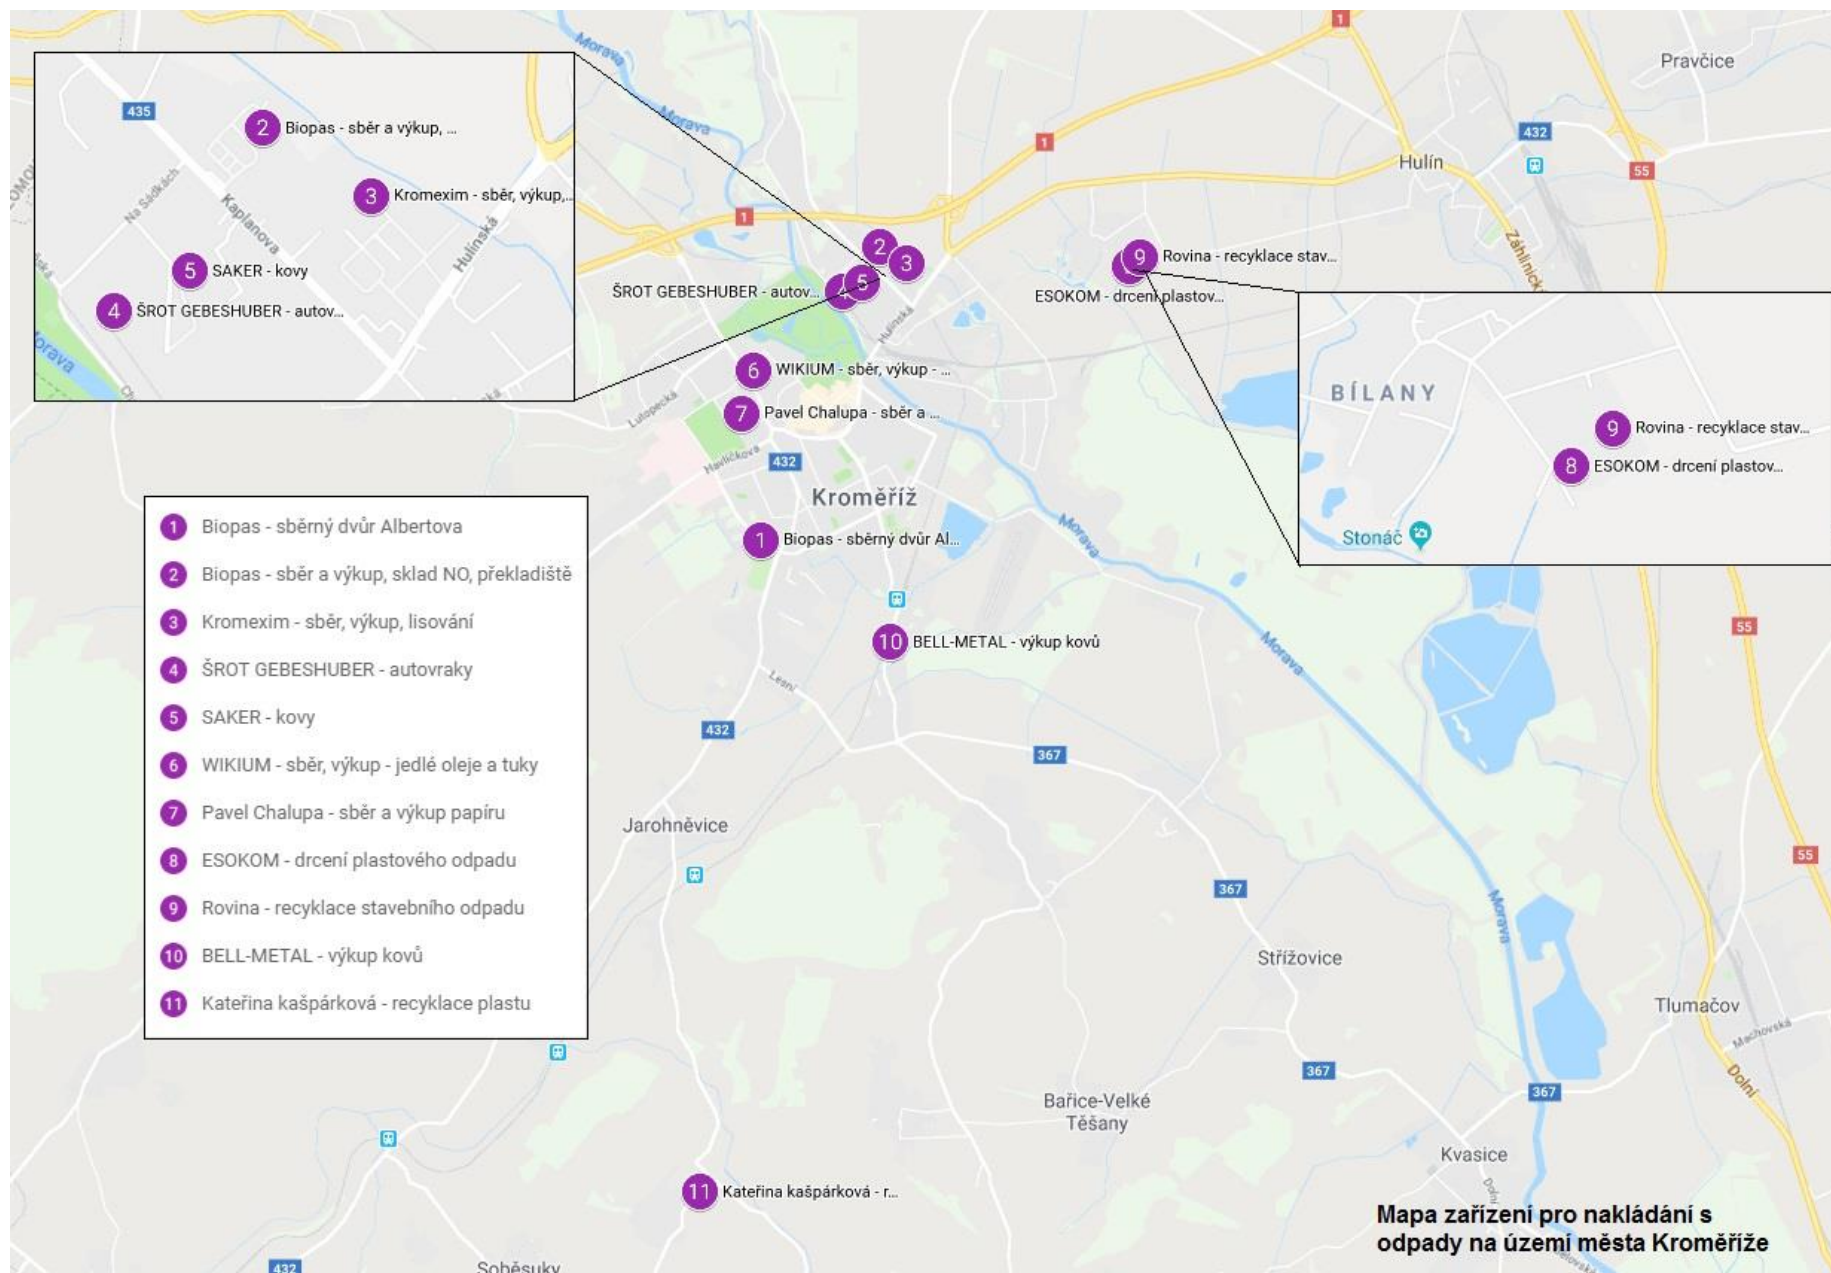 Morava
1
Pravčice
Morava
435
2 Biopas - sběr a výkup, ...
3 Kromexim - sběr, výkup,...
Na Sádkách
Kaplanova
Hulínská
5 SAKER - kovy
4 ŠROT GEBESHUBER - autov...
1
432
Hulín
55
1
Záhlinická
2
3
5
ŠROT GEBESHUBER - autov...
4
9 Rovina - recyklace stav...
ESOKOM - drcení plastov...
Hulínská
6 WIKIUM - sběr, výkup - ...
Lutopecká
7 Pavel Chalupa - sběr a ...
Havlíčkova
432
Kroměříž
BÍLANY
9 Rovina - recyklace stav...
8 ESOKOM - drcení plastov...
Stonáč
1 Biopas - sběrný dvůr Al...
Morava
10 BELL-METAL - výkup kovů
Morava
55
Lesní
432
367
1 Biopas - sběrný dvůr Albertova
2 Biopas - sběr a výkup, sklad NO, překladiště
3 Kromexim - sběr, výkup, lisování
4 ŠROT GEBESHUBER - autovraky
5 SAKER - kovy
6 WIKIUM - sběr, výkup - jedlé oleje a tuky
7 Pavel Chalupa - sběr a výkup papíru
8 ESOKOM - drcení plastového odpadu
9 Rovina - recyklace stavebního odpadu
10 BELL-METAL - výkup kovů
11 Kateřina kašpárková - recyklace plastu
Jarohněvice
55
367
Morava
Střížovice
Tlumačov
Machovská
367
367
Dolní
Bařice-Velké
Těšany
Kvasice
Dolní
11 Kateřina kašpárková - r...
432
Soběsuky
Mapa zařízení pro nakládání s
odpady na území města Kroměříže